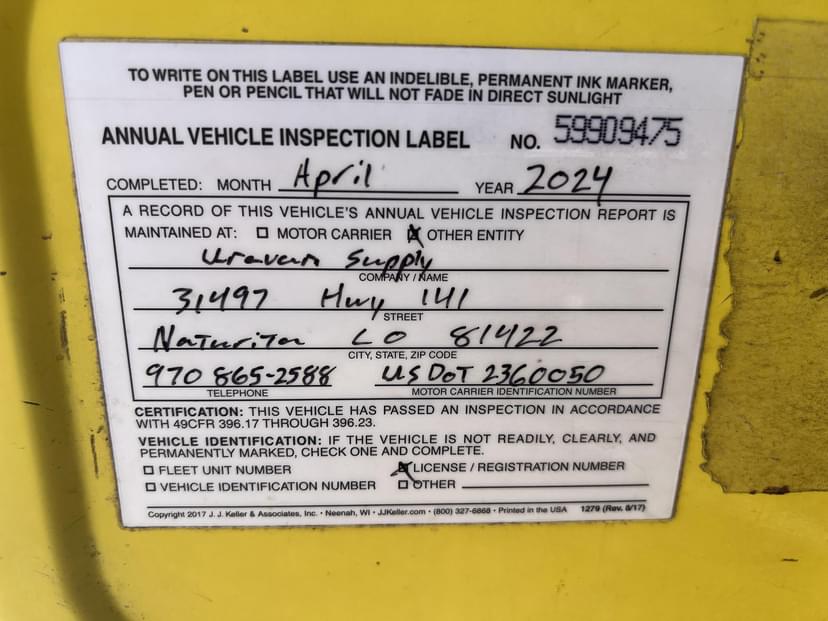 TO WRITE ON THIS LABEL USE AN INDELIBLE, PERMANENT INK MARKER,
PEN OR PENCIL THAT WILL NOT FADE IN DIRECT SUNLIGHT
ANNUAL VEHICLE INSPECTION LABEL NO. 59909475
COMPLETED: MONTH April YEAR 2024
A RECORD OF THIS VEHICLE'S ANNUAL VEHICLE INSPECTION REPORT IS
MAINTAINED AT: ☐ MOTOR CARRIER ☒ OTHER ENTITY
Uravan Supply
COMPANY / NAME
31497 Hwy 141
STREET
Naturita CO 81422
CITY, STATE, ZIP CODE
970 865-2588 US DOT 2360050
TELEPHONE MOTOR CARRIER IDENTIFICATION NUMBER
CERTIFICATION: THIS VEHICLE HAS PASSED AN INSPECTION IN ACCORDANCE
WITH 49CFR 396.17 THROUGH 396.23.
VEHICLE IDENTIFICATION: IF THE VEHICLE IS NOT READILY, CLEARLY, AND
PERMANENTLY MARKED, CHECK ONE AND COMPLETE.
☐ FLEET UNIT NUMBER ☒ LICENSE / REGISTRATION NUMBER
☐ VEHICLE IDENTIFICATION NUMBER ☐ OTHER
Copyright 2017 J. J. Keller & Associates, Inc. • Neenah, WI • JJKeller.com • (800) 327-6868 • Printed in the USA 1279 (Rev. 8/17)